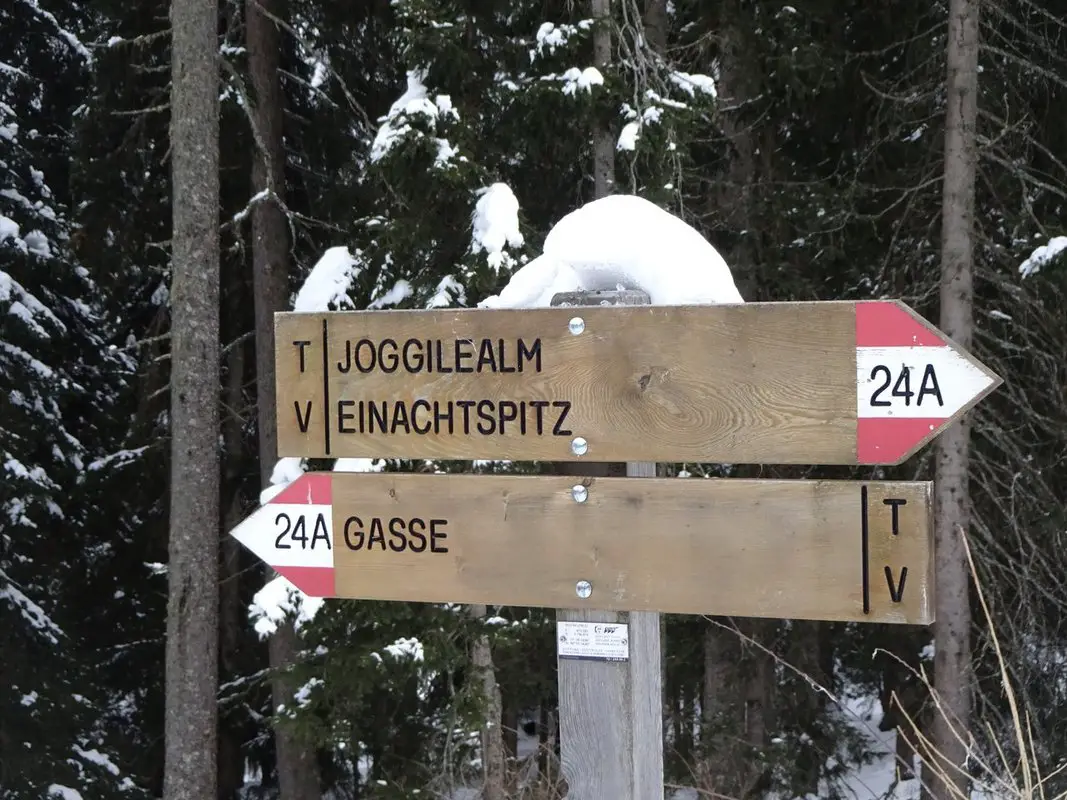 T JOGGILEALM
V EINACHTSPITZ
24A
24A GASSE
T
V